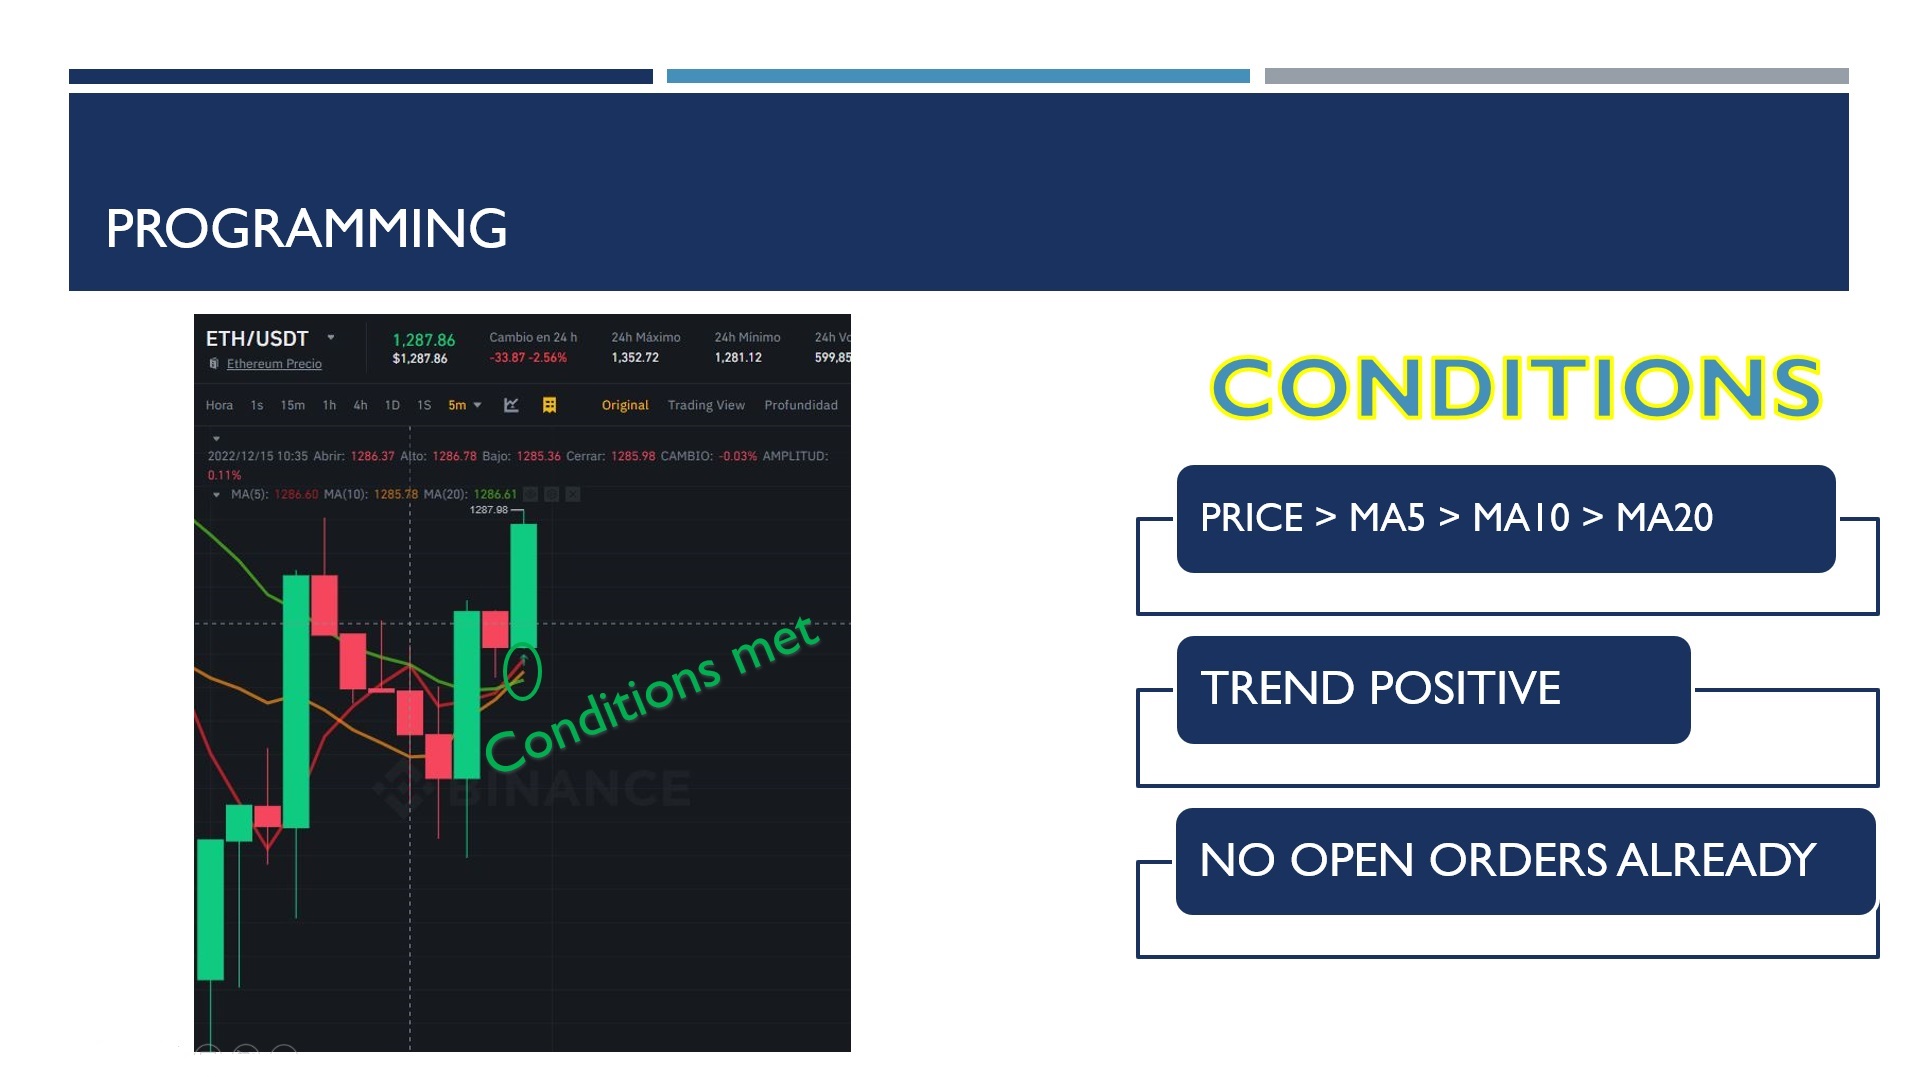 PROGRAMMING
ETH/USDT 1,287.86 Cambio en 24 h 24h Máximo 24h Mínimo 24h Vo
Ethereum Precio $1,287.86 -33.87 -2.56% 1,352.72 1,281.12 599,85
Hora 1s 15m 1h 4h 1D 1S 5m Original Trading View Profundidad
2022/12/15 10:35 Abrir: 1286.37 Alto: 1286.78 Bajo: 1285.36 Cerrar: 1285.98 CAMBIO: -0.03% AMPLITUD:
0.11%
MA(5): 1286.60 MA(10): 1285.78 MA(20): 1286.61
1287.98
Conditions met
BINANCE
CONDITIONS
PRICE > MA5 > MA10 > MA20
TREND POSITIVE
NO OPEN ORDERS ALREADY